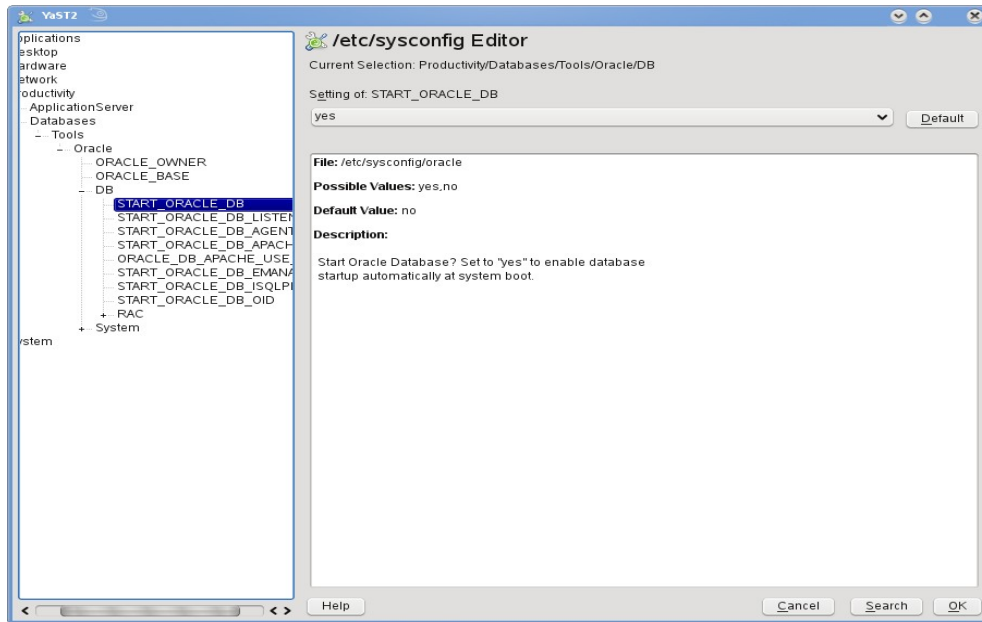 YaST2
pplications
esktop
ardware
etwork
oductivity
ApplicationServer
Databases
Tools
Oracle
ORACLE_OWNER
ORACLE_BASE
DB
START_ORACLE_DB
START_ORACLE_DB_LISTEN
START_ORACLE_DB_AGENT
START_ORACLE_DB_APACH
ORACLE_DB_APACHE_USE_
START_ORACLE_DB_EMANA
START_ORACLE_DB_ISQLPL
START_ORACLE_DB_OID
RAC
System
ystem
/etc/sysconfig Editor
Current Selection: Productivity/Databases/Tools/Oracle/DB
Setting of: START_ORACLE_DB
yes
Default
File: /etc/sysconfig/oracle
Possible Values: yes,no
Default Value: no
Description:
Start Oracle Database? Set to "yes" to enable database
startup automatically at system boot.
Help
Cancel
Search
OK